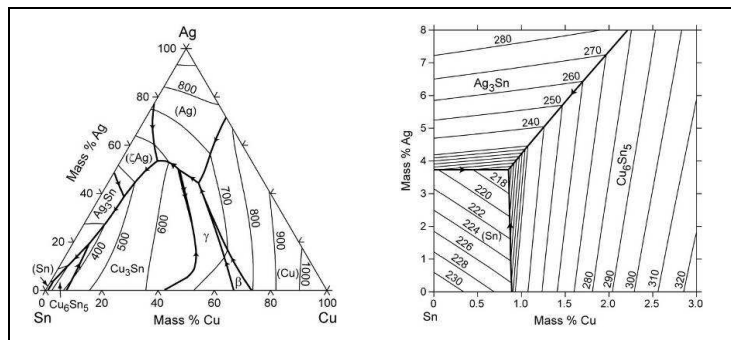 Ag
100
80
800
(Ag)
60
(ζAg)
Mass % Ag
40
Ag3Sn
700
800
600
γ
500
900
20
400
(Sn)
Cu3Sn
(Cu)
1000
β
0
0
20
40
60
80
100
Cu6Sn5
Sn
Mass % Cu
Cu
8
280
270
7
Ag3Sn
260
6
250
5
240
Mass % Ag
4
Cu6Sn5
218
3
220
222
2
224
(Sn)
226
1
228
230
280
290
300
310
320
0
0
0.5
1.0
1.5
2.0
2.5
3.0
Sn
Mass % Cu